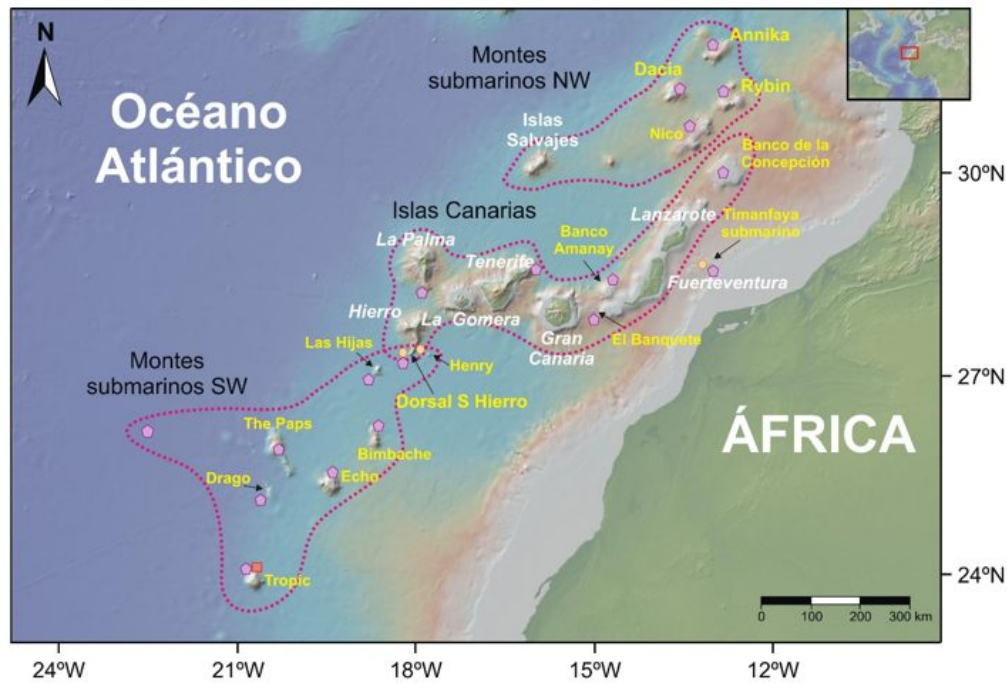 N
Océano
Atlántico
Montes
submarinos NW
Annika
Dacia
Rybin
Nico
Islas
Salvajes
Banco de la
Concepción
30ºN
Islas Canarias
Lanzarote
Timanfaya
submarino
La Palma
Banco
Amanay
Tenerife
Fuerteventura
Hierro
La Gomera
Gran
Canaria
El Banquete
Las Hijas
Henry
27ºN
Montes
submarinos SW
Dorsal S Hierro
The Paps
Bimbache
ÁFRICA
Drago
Echo
Tropic
24ºN
0 100 200 300 km
24ºW 21ºW 18ºW 15ºW 12ºW